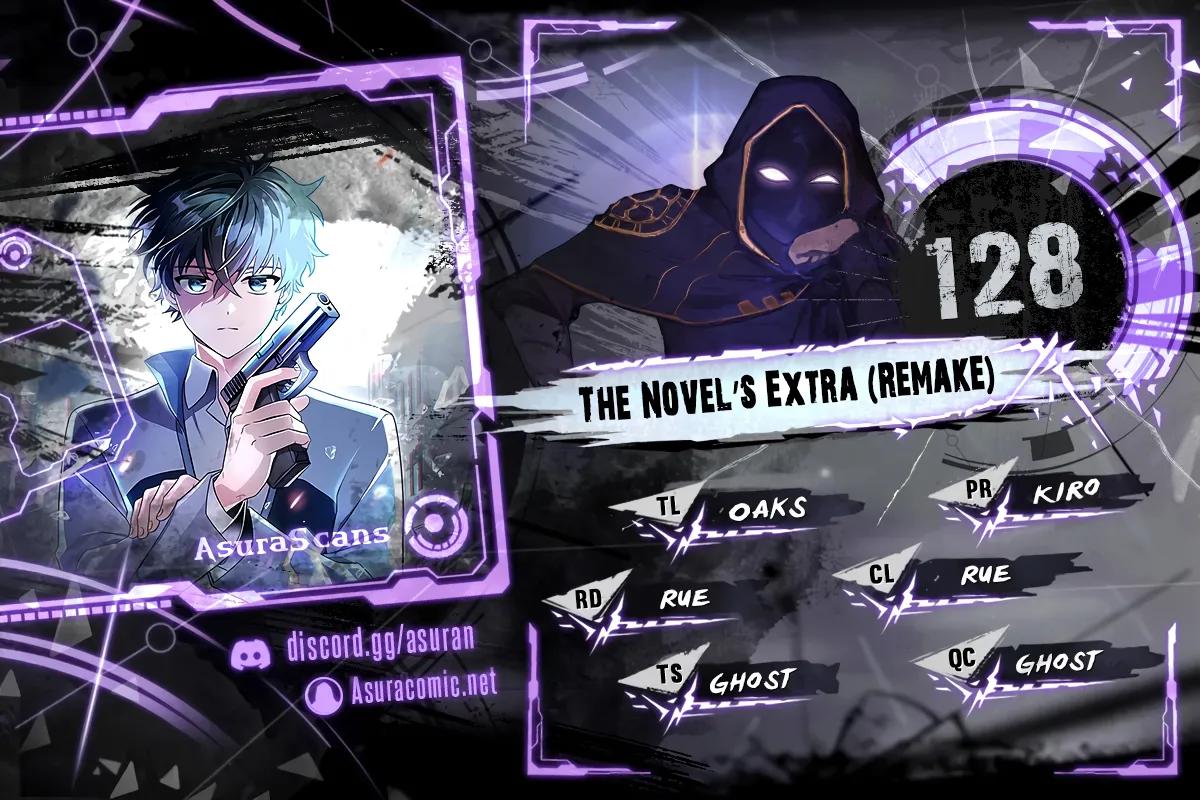 128
THE NOVEL'S EXTRA (REMAKE)
TL OAKS
PR KIRO
RD RUE
CL RUE
TS GHOST
QC GHOST
AsuraScans
discord.gg/asuran
Asuracomic.net